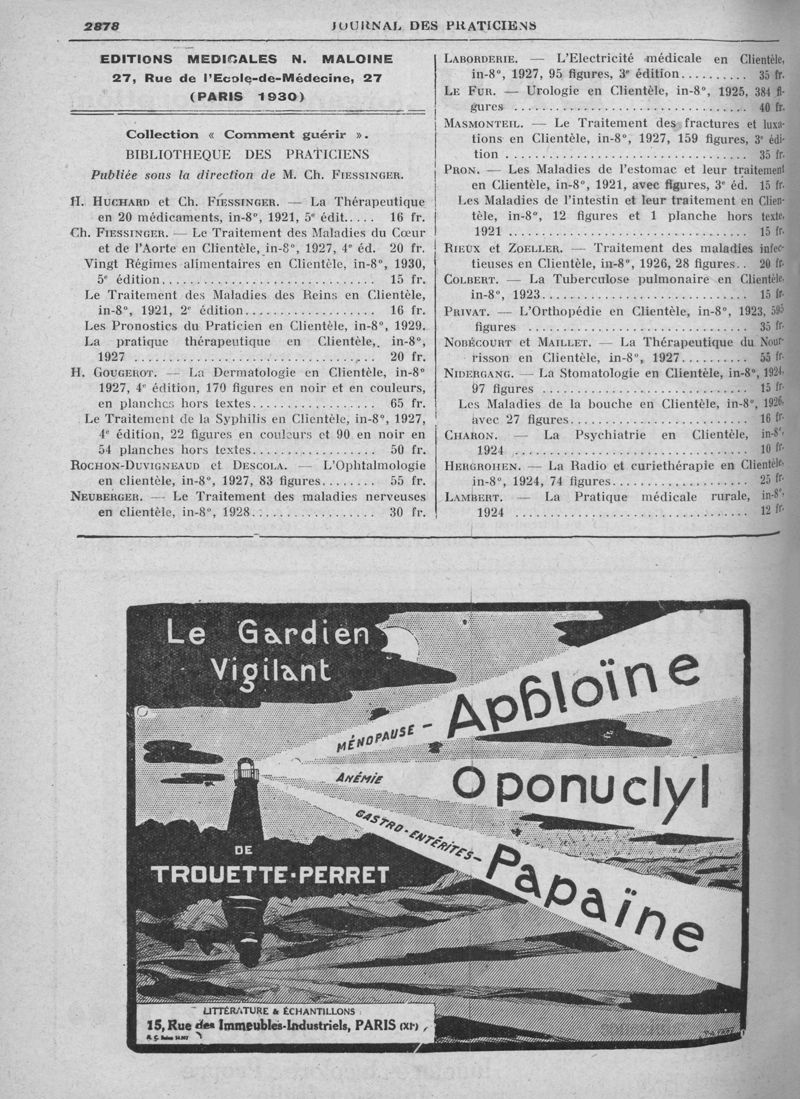 2878
JOURNAL DES PRATICIENS
EDITIONS MEDICALES N. MALOINE
27, Rue de l'Ecole-de-Médecine, 27
(PARIS 1930)
Collection « Comment guérir ».
BIBLIOTHEQUE DES PRATICIENS
Publiée sous la direction de M. Ch. FIESSINGER.
H. HUCHARD et Ch. FIESSINGER. — La Thérapeutique
en 20 médicaments, in-8°, 1921, 5e édit..... 16 fr.
Ch. FIESSINGER. — Le Traitement des Maladies du Cœur
et de l'Aorte en Clientèle, in-8°, 1927, 4e éd. 20 fr.
Vingt Régimes alimentaires en Clientèle, in-8°, 1930,
5e édition.............................. 15 fr.
Le Traitement des Maladies des Reins en Clientèle,
in-8°, 1921, 2e édition.................. 16 fr.
Les Pronostics du Praticien en Clientèle, in-8°, 1929.
La pratique thérapeutique en Clientèle, in-8°,
1927 .................................. 20 fr.
H. GOUGEROT. — La Dermatologie en Clientèle, in-8°
1927, 4e édition, 170 figures en noir et en couleurs,
en planches hors textes.................. 65 fr.
Le Traitement de la Syphilis en Clientèle, in-8°, 1927,
4e édition, 22 figures en couleurs et 90 en noir en
54 planches hors textes.................. 50 fr.
ROCHON-DUVIGNEAUD et DESCOLA. — L'Ophtalmologie
en clientèle, in-8°, 1927, 83 figures........ 55 fr.
NEUBERGER. — Le Traitement des maladies nerveuses
en clientèle, in-8°, 1928.................. 30 fr.
LABORDERIE. — L'Electricité médicale en Clientèle,
in-8°, 1927, 95 figures, 3e édition.......... 35 fr.
LE FUR. — Urologie en Clientèle, in-8°, 1925, 384 fi-
gures .................................. 40 fr.
MASMONTEIL. — Le Traitement des fractures et luxa-
tions en Clientèle, in-8°, 1927, 159 figures, 3e édi-
tion .................................. 35 fr.
PRON. — Les Maladies de l'estomac et leur traitement
en Clientèle, in-8°, 1921, avec figures, 3e éd. 15 fr.
Les Maladies de l'intestin et leur traitement en Clien-
tèle, in-8°, 12 figures et 1 planche hors texte,
1921 .................................. 15 fr.
RIEUX et ZOELLER. — Traitement des maladies infec-
tieuses en Clientèle, in-8°, 1926, 28 figures.. 20 fr.
COLBERT. — La Tuberculose pulmonaire en Clientèle,
in-8°, 1923.............................. 15 fr.
PRIVAT. — L'Orthopédie en Clientèle, in-8°, 1923, 595
figures ................................ 35 fr.
NOBÉCOURT et MAILLET. — La Thérapeutique du Nour-
risson en Clientèle, in-8°, 1927.......... 55 fr.
NIDERGANG. — La Stomatologie en Clientèle, in-8°, 1924,
97 figures .............................. 15 fr.
Les Maladies de la bouche en Clientèle, in-8°, 1926,
avec 27 figures.......................... 16 fr.
CHARON. — La Psychiatrie en Clientèle, in-8°,
1924 .................................. 10 fr.
HERGROHEN. — La Radio et curiethérapie en Clientèle,
in-8°, 1924, 74 figures.................. 25 fr.
LAMBERT. — La Pratique médicale rurale, in-8°,
1924 .................................. 12 fr.
Le Gardien
Vigilant
MÉNOPAUSE – Aphloïne
ANÉMIE Oponuclyl
GASTRO-ENTÉRITES – Papaïne
DE
TROUETTE-PERRET
LITTÉRATURE & ÉCHANTILLONS :
15, Rue des Immeubles-Industriels, PARIS (XIe)